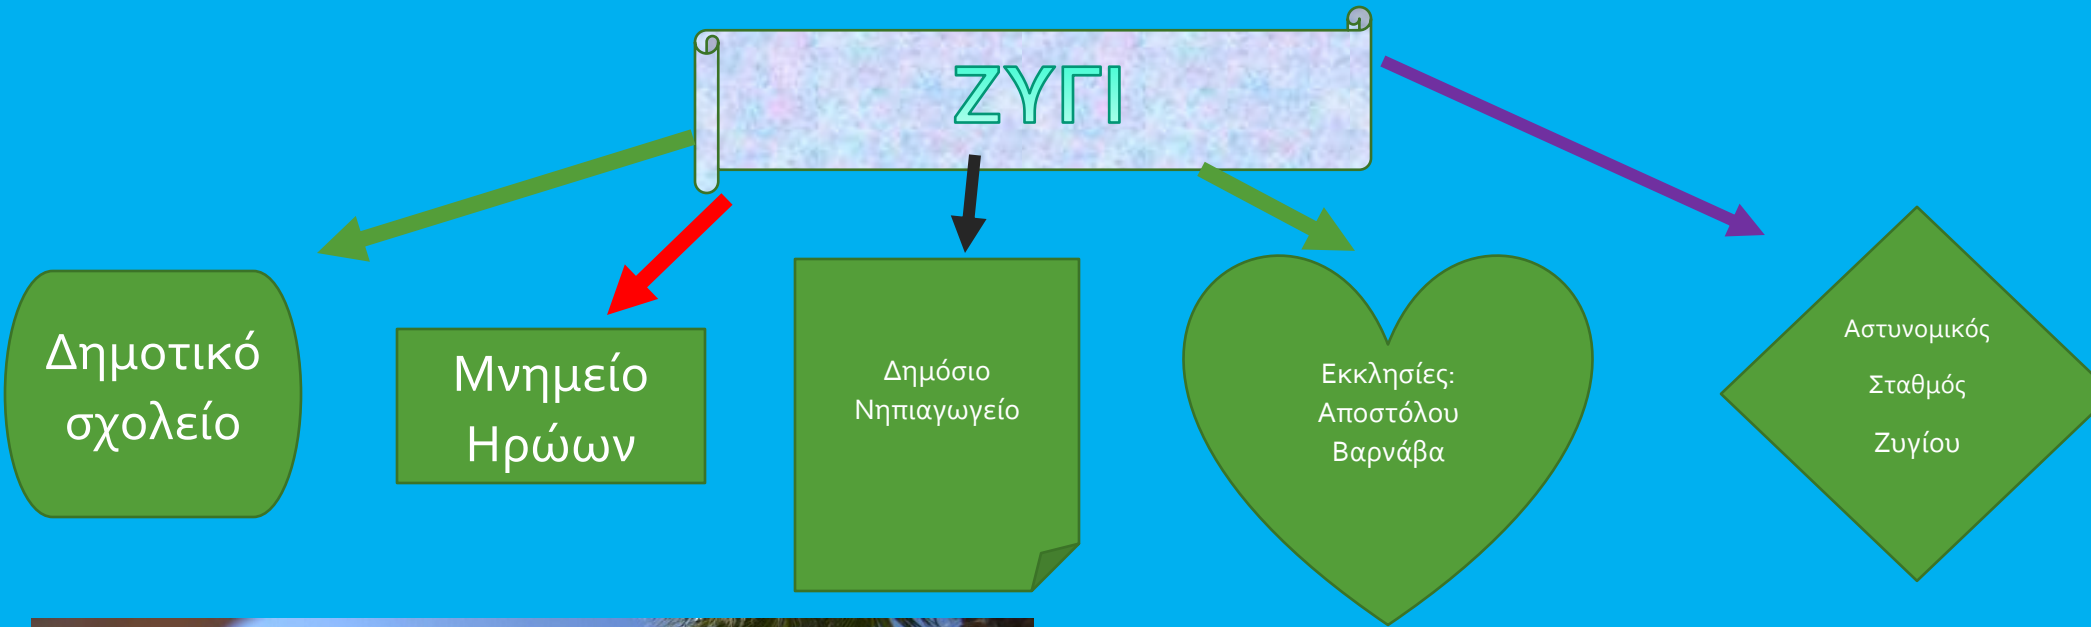 ΖΥΓΙ
Δημοτικό
σχολείο
Μνημείο
Ηρώων
Δημόσιο
Νηπιαγωγείο
Εκκλησίες:
Αποστόλου
Βαρνάβα
Αστυνομικός
Σταθμός
Ζυγίου